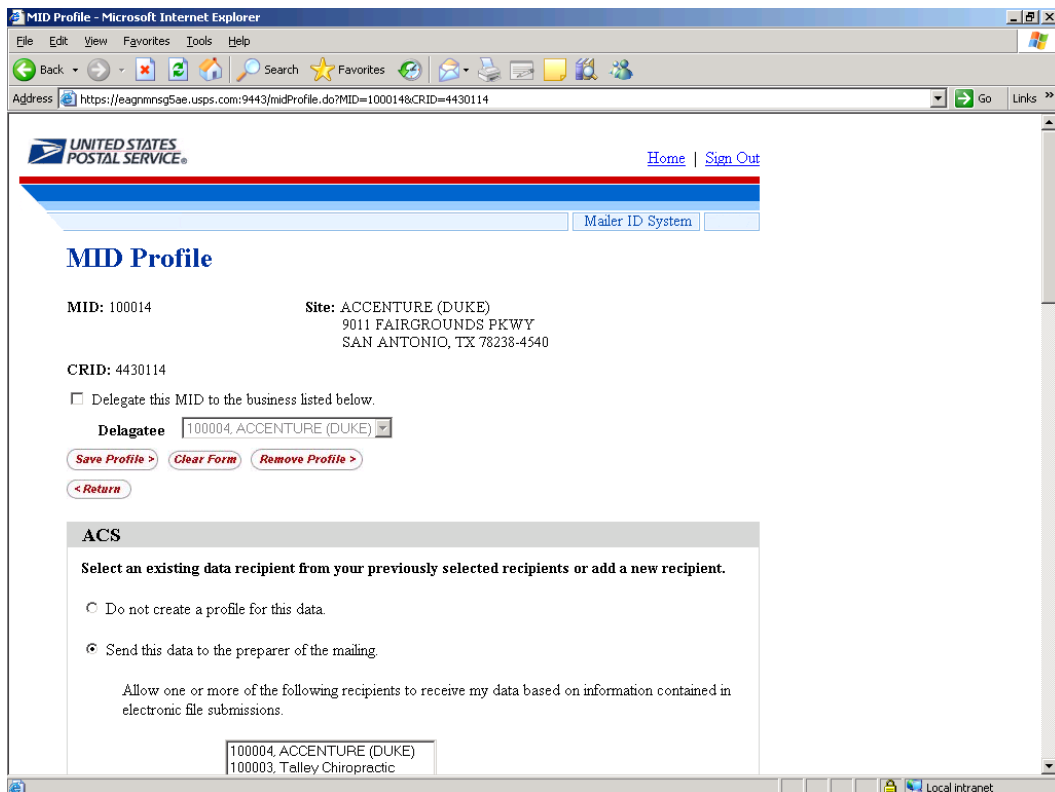 MID Profile - Microsoft Internet Explorer
File Edit View Favorites Tools Help
Back Search Favorites
Address https://eagnmnsg5ae.usps.com:9443/midProfile.do?MID=100014&CRID=4430114 Go Links »
UNITED STATES
POSTAL SERVICE®
Home | Sign Out
Mailer ID System
MID Profile
MID: 100014 Site: ACCENTURE (DUKE)
9011 FAIRGROUNDS PKWY
SAN ANTONIO, TX 78238-4540
CRID: 4430114
Delegate this MID to the business listed below.
Delagatee 100004, ACCENTURE (DUKE)
Save Profile > Clear Form Remove Profile >
< Return
ACS
Select an existing data recipient from your previously selected recipients or add a new recipient.
Do not create a profile for this data.
Send this data to the preparer of the mailing.
Allow one or more of the following recipients to receive my data based on information contained in
electronic file submissions.
100004, ACCENTURE (DUKE)
100003, Talley Chiropractic
Local intranet